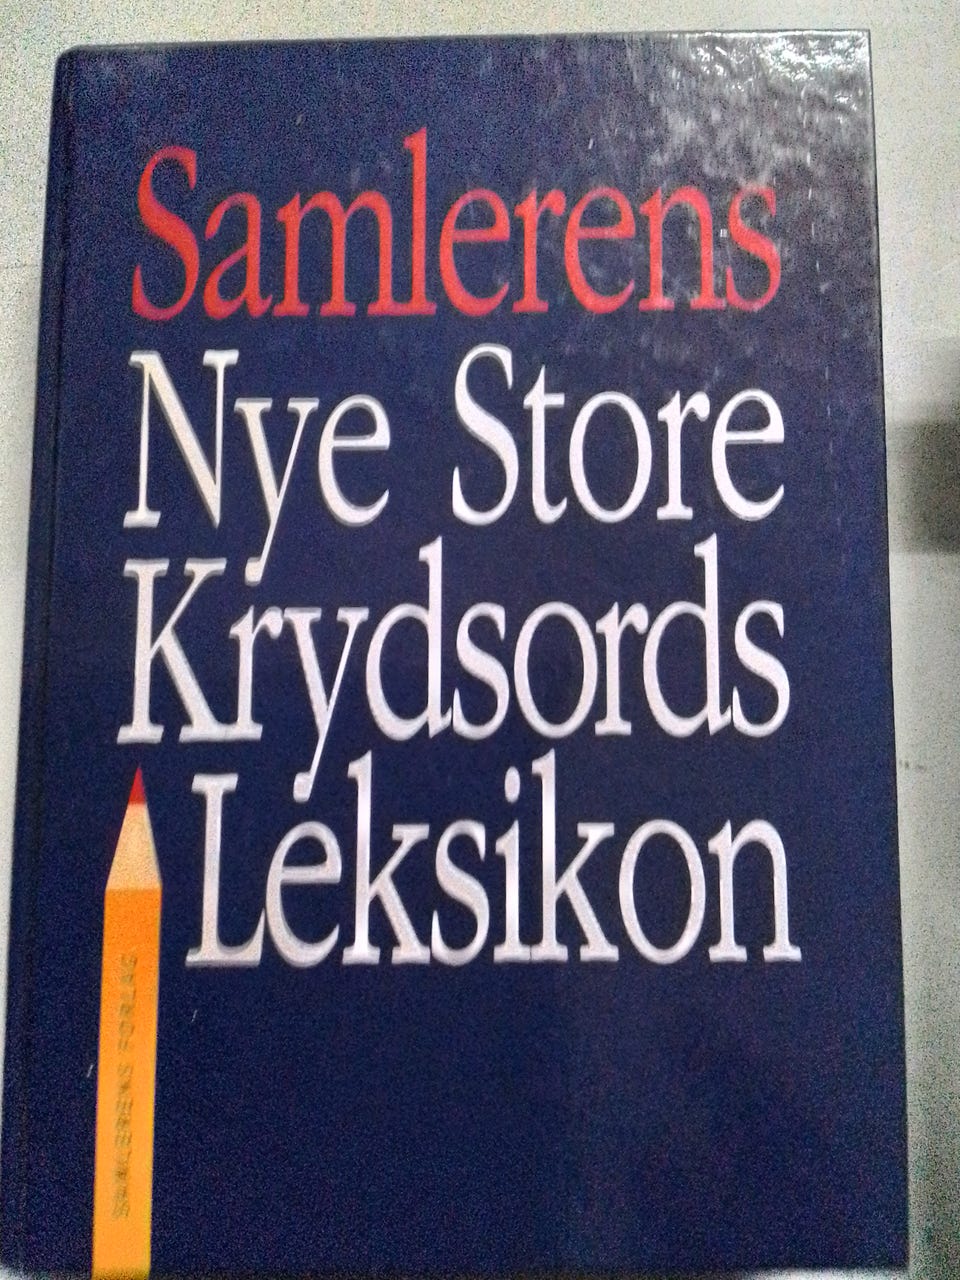 Samlerens
Nye Store
Krydsords
Leksikon
SAMLERENS FORLAG